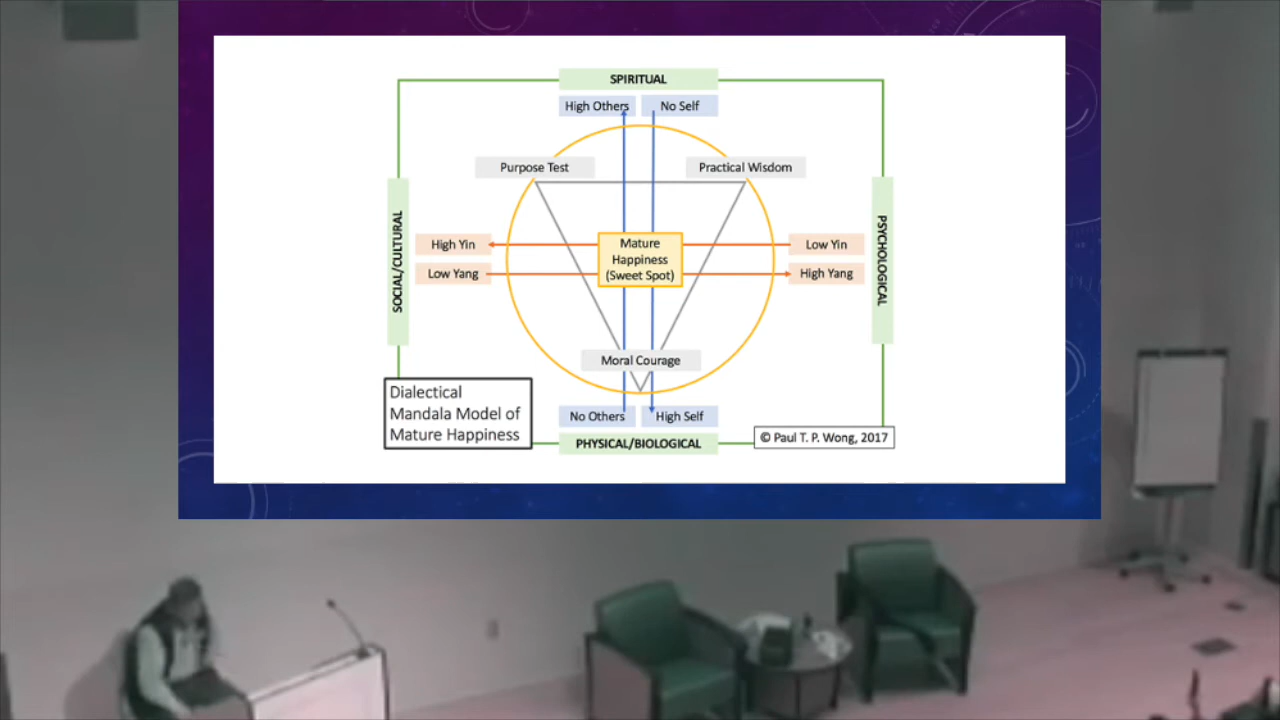 SPIRITUAL
High Others
No Self
Purpose Test
Practical Wisdom
SOCIAL/CULTURAL
PSYCHOLOGICAL
High Yin
Low Yang
Mature
Happiness
(Sweet Spot)
Low Yin
High Yang
Moral Courage
No Others
High Self
PHYSICAL/BIOLOGICAL
Dialectical
Mandala Model of
Mature Happiness
© Paul T. P. Wong, 2017